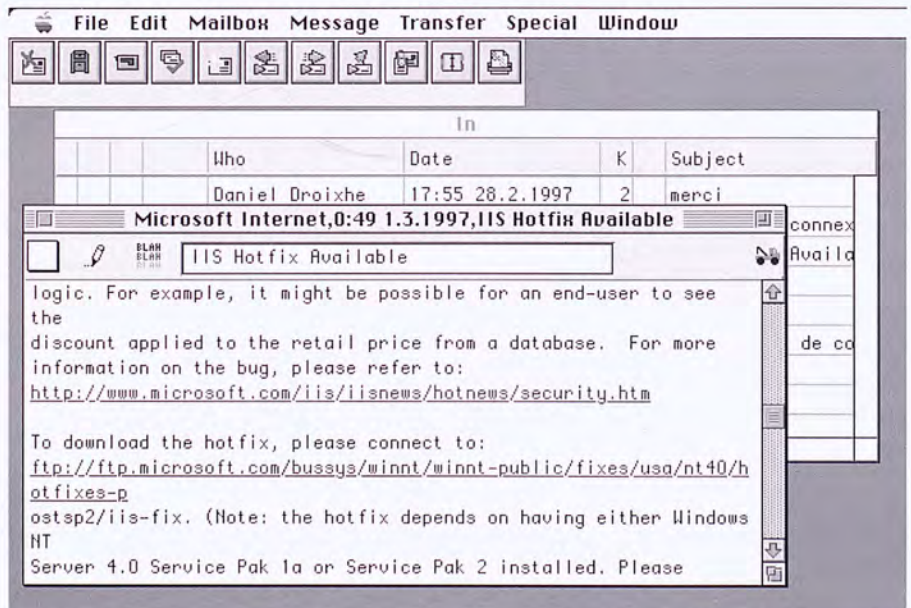 File Edit Mailbox Message Transfer Special Window
In
Who Date K Subject
Daniel Droixhe 17:55 28.2.1997 2 merci
connex
Microsoft Internet,0:49 1.3.1997,IIS Hotfix Available
BLAH
BLAH
BLAH
IIS Hotfix Available
Availa
logic. For example, it might be possible for an end-user to see
the
discount applied to the retail price from a database. For more
de co
information on the bug, please refer to:
http://www.microsoft.com/iis/iisnews/hotnews/security.htm
To download the hotfix, please connect to:
ftp://ftp.microsoft.com/bussys/winnt/winnt-public/fixes/usa/nt40/h
otfixes-p
ostsp2/iis-fix. (Note: the hotfix depends on having either Windows
NT
Server 4.0 Service Pak 1a or Service Pak 2 installed. Please